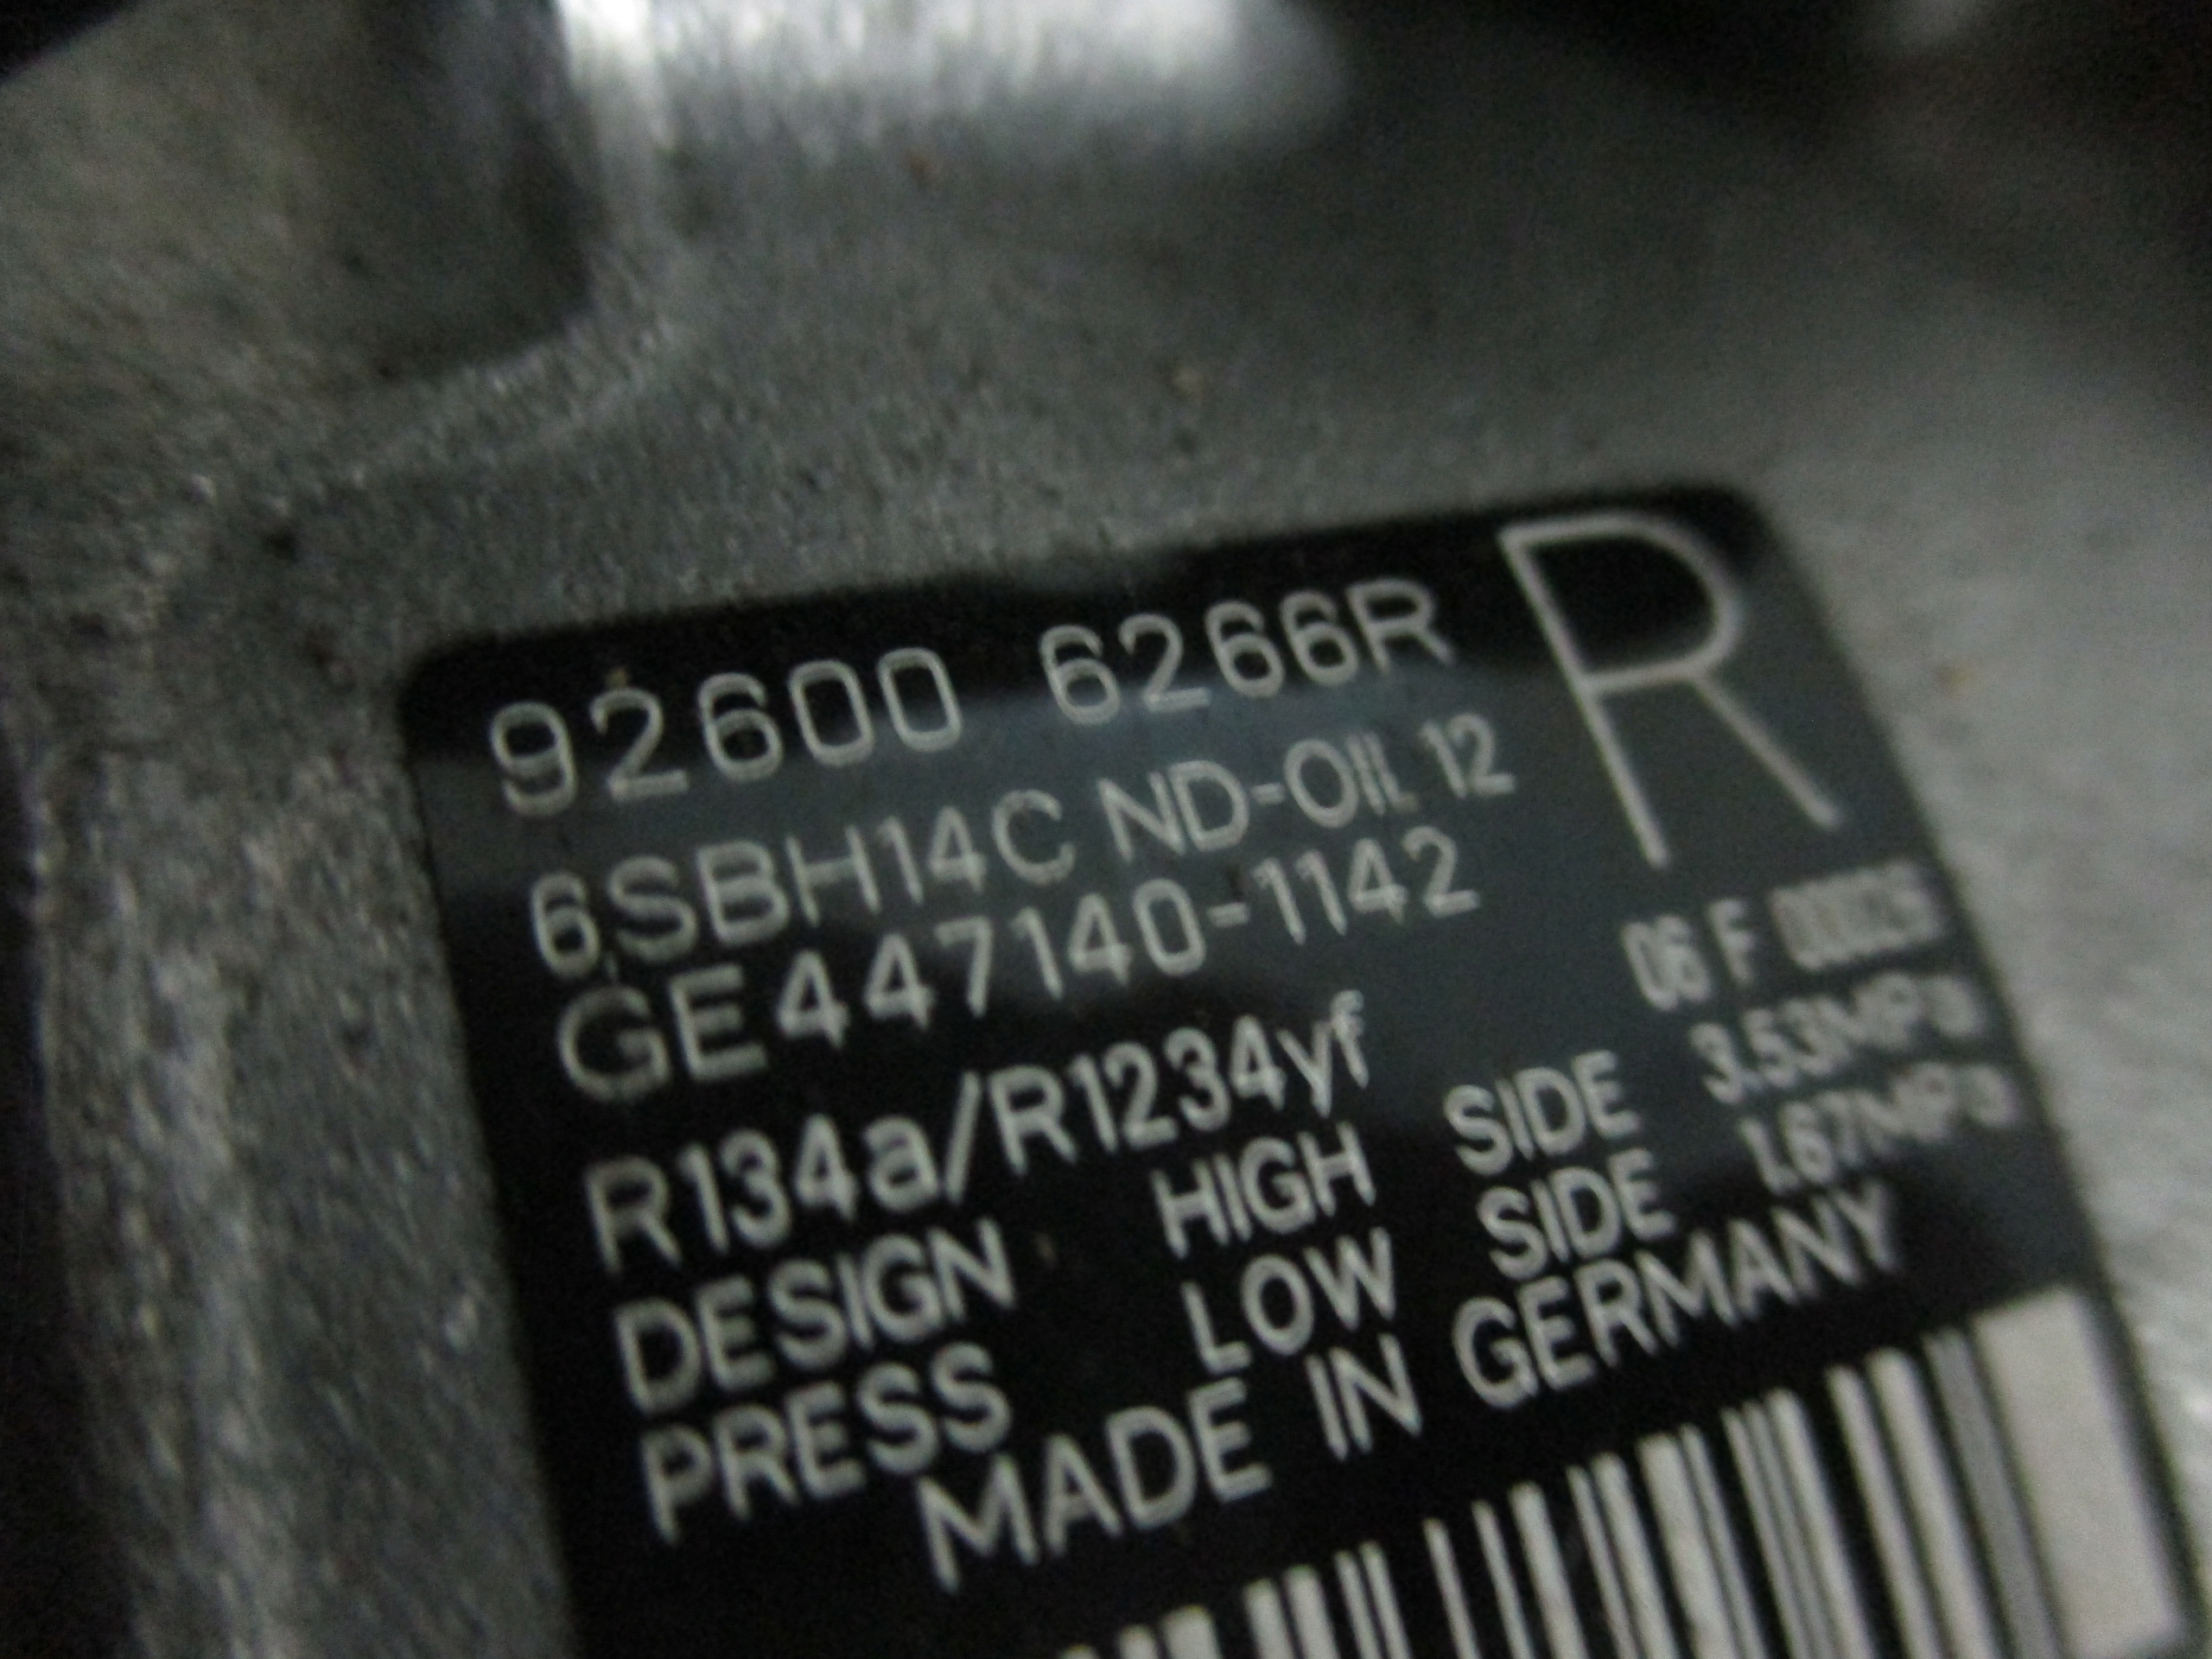 92600 6266R R
6SBH14C ND-OIL 12
GE447140-1142
06 F
R134a/R1234yf
DESIGN HIGH SIDE 3.53MPa
PRESS LOW SIDE 1.67MPa
MADE IN GERMANY